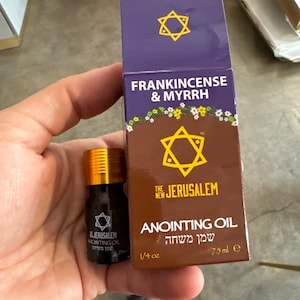 FRANKINCENSE
& MYRRH
THE
NEW JERUSALEM
ANOINTING OIL
שמן משחה
1/4 oz 7.5 ml e
JERUSALEM
ANOINTING OIL